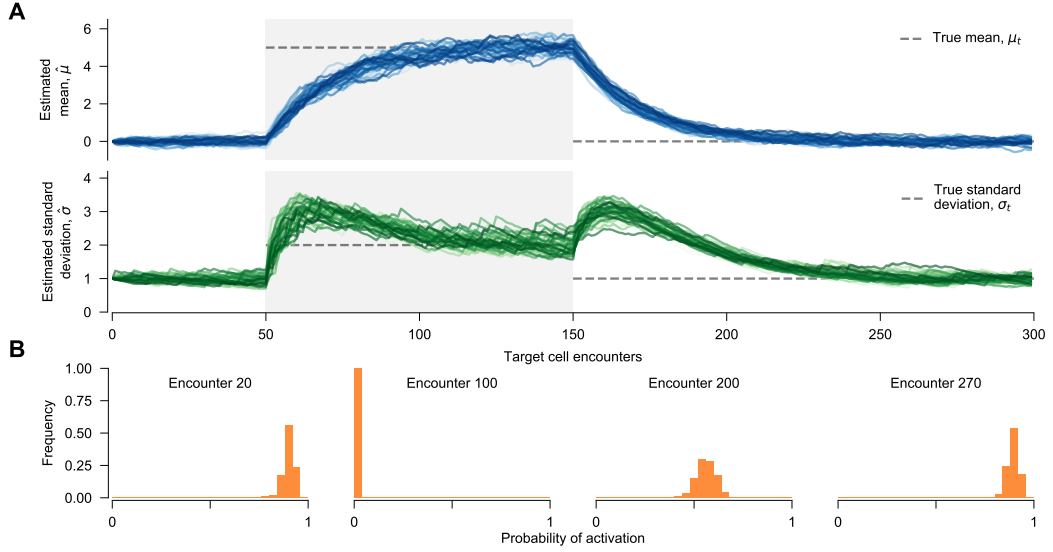 A
Estimated
mean, μ̂
6
4
2
0
True mean, μₜ
Estimated standard
deviation, σ̂
4
3
2
1
0
True standard
deviation, σₜ
0 50 100 150 200 250 300
Target cell encounters
B
Frequency
1.00
0.75
0.50
0.25
0.00
Encounter 20 Encounter 100 Encounter 200 Encounter 270
0 1 0 1 0 1 0 1
Probability of activation